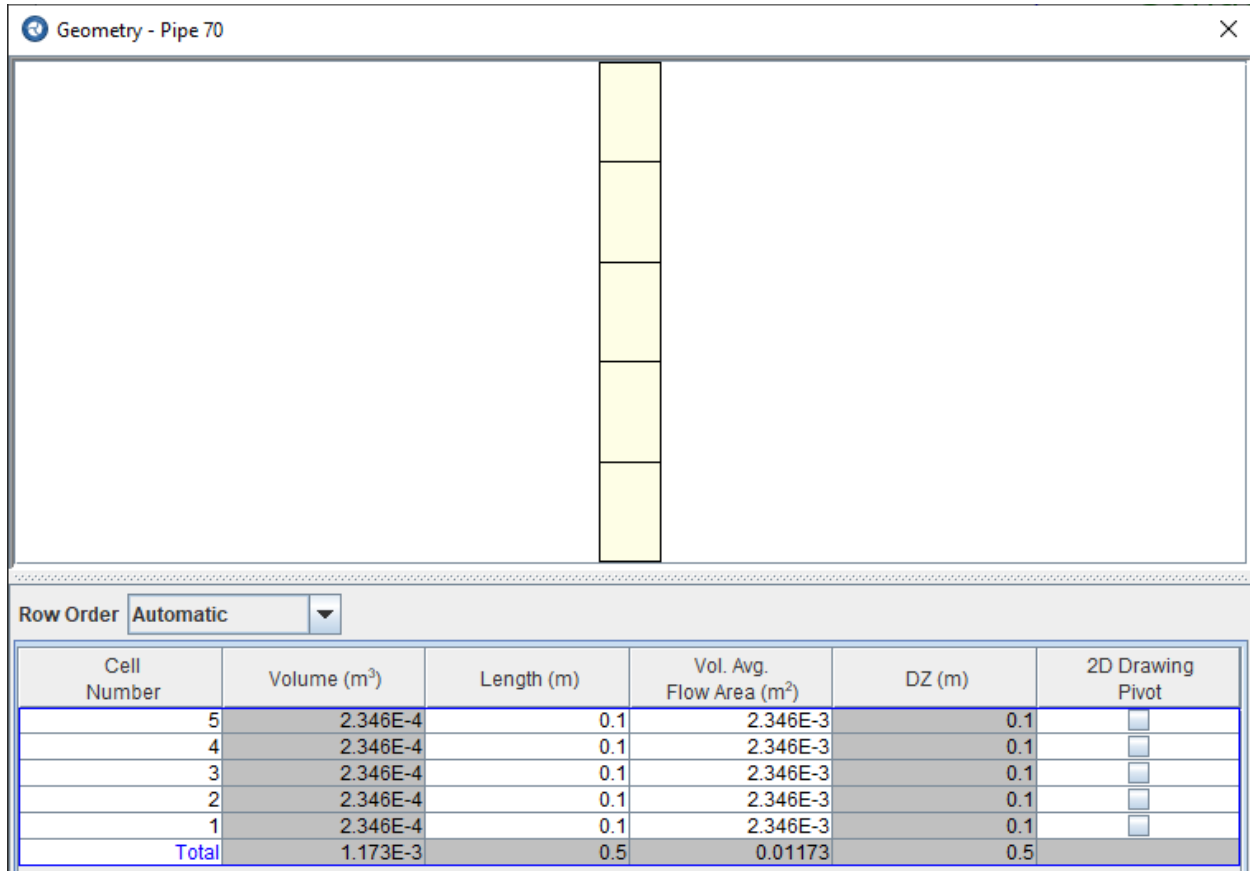 Geometry - Pipe 70
Row Order Automatic
Cell Number Volume (m³) Length (m) Vol. Avg. Flow Area (m²) DZ (m) 2D Drawing Pivot
5 2.346E-4 0.1 2.346E-3 0.1
4 2.346E-4 0.1 2.346E-3 0.1
3 2.346E-4 0.1 2.346E-3 0.1
2 2.346E-4 0.1 2.346E-3 0.1
1 2.346E-4 0.1 2.346E-3 0.1
Total 1.173E-3 0.5 0.01173 0.5